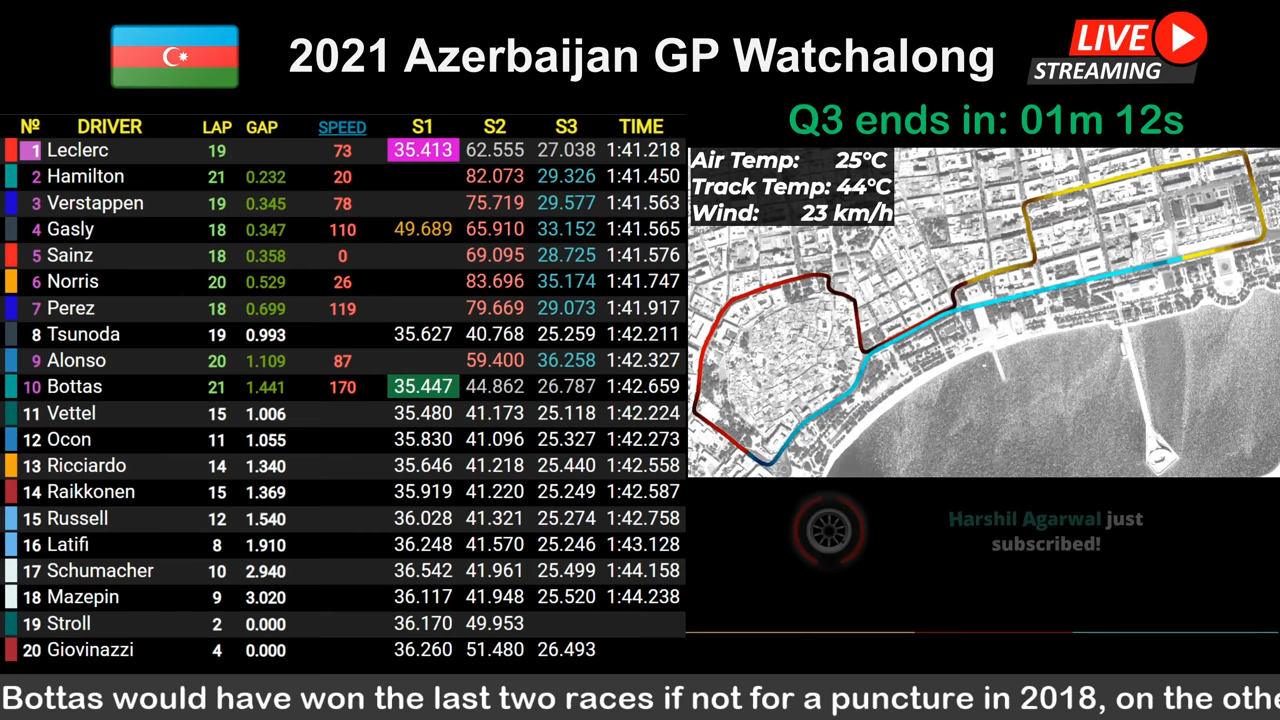 2021 Azerbaijan GP Watchalong
LIVE
STREAMING
Q3 ends in: 01m 12s
Nº DRIVER LAP GAP SPEED S1 S2 S3 TIME
1 Leclerc 19 73 35.413 62.555 27.038 1:41.218
2 Hamilton 21 0.232 20 82.073 29.326 1:41.450
3 Verstappen 19 0.345 78 75.719 29.577 1:41.563
4 Gasly 18 0.347 110 49.689 65.910 33.152 1:41.565
5 Sainz 18 0.358 0 69.095 28.725 1:41.576
6 Norris 20 0.529 26 83.696 35.174 1:41.747
7 Perez 18 0.699 119 79.669 29.073 1:41.917
8 Tsunoda 19 0.993 35.627 40.768 25.259 1:42.211
9 Alonso 20 1.109 87 59.400 36.258 1:42.327
10 Bottas 21 1.441 170 35.447 44.862 26.787 1:42.659
11 Vettel 15 1.006 35.480 41.173 25.118 1:42.224
12 Ocon 11 1.055 35.830 41.096 25.327 1:42.273
13 Ricciardo 14 1.340 35.646 41.218 25.440 1:42.558
14 Raikkonen 15 1.369 35.919 41.220 25.249 1:42.587
15 Russell 12 1.540 36.028 41.321 25.274 1:42.758
16 Latifi 8 1.910 36.248 41.570 25.246 1:43.128
17 Schumacher 10 2.940 36.542 41.961 25.499 1:44.158
18 Mazepin 9 3.020 36.117 41.948 25.520 1:44.238
19 Stroll 2 0.000 36.170 49.953
20 Giovinazzi 4 0.000 36.260 51.480 26.493
Air Temp: 25°C
Track Temp: 44°C
Wind: 23 km/h
Harshil Agarwal just
subscribed!
Bottas would have won the last two races if not for a puncture in 2018, on the othe